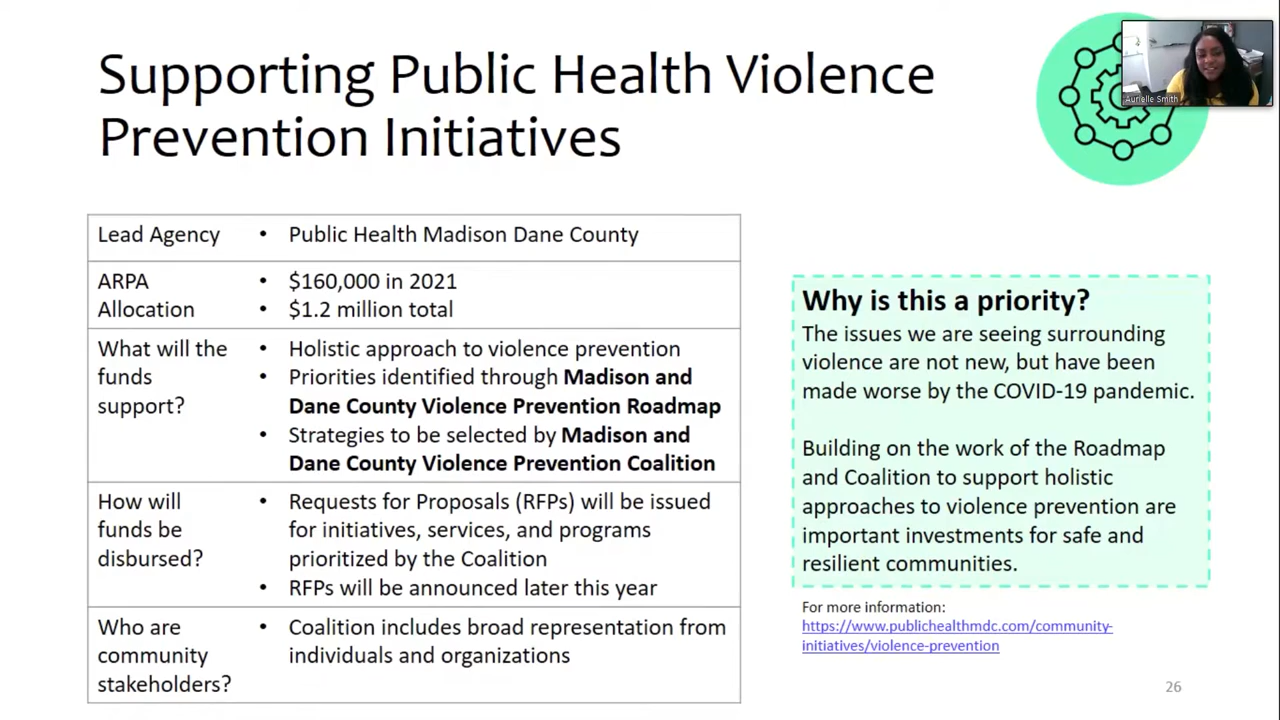 Supporting Public Health Violence
Prevention Initiatives
Aurielle Smith
Lead Agency
• Public Health Madison Dane County
ARPA
Allocation
• $160,000 in 2021
• $1.2 million total
What will the
funds
support?
• Holistic approach to violence prevention
• Priorities identified through Madison and
Dane County Violence Prevention Roadmap
• Strategies to be selected by Madison and
Dane County Violence Prevention Coalition
How will
funds be
disbursed?
• Requests for Proposals (RFPs) will be issued
for initiatives, services, and programs
prioritized by the Coalition
• RFPs will be announced later this year
Who are
community
stakeholders?
• Coalition includes broad representation from
individuals and organizations
Why is this a priority?
The issues we are seeing surrounding
violence are not new, but have been
made worse by the COVID-19 pandemic.
Building on the work of the Roadmap
and Coalition to support holistic
approaches to violence prevention are
important investments for safe and
resilient communities.
For more information:
https://www.publichealthmdc.com/community-
initiatives/violence-prevention
26